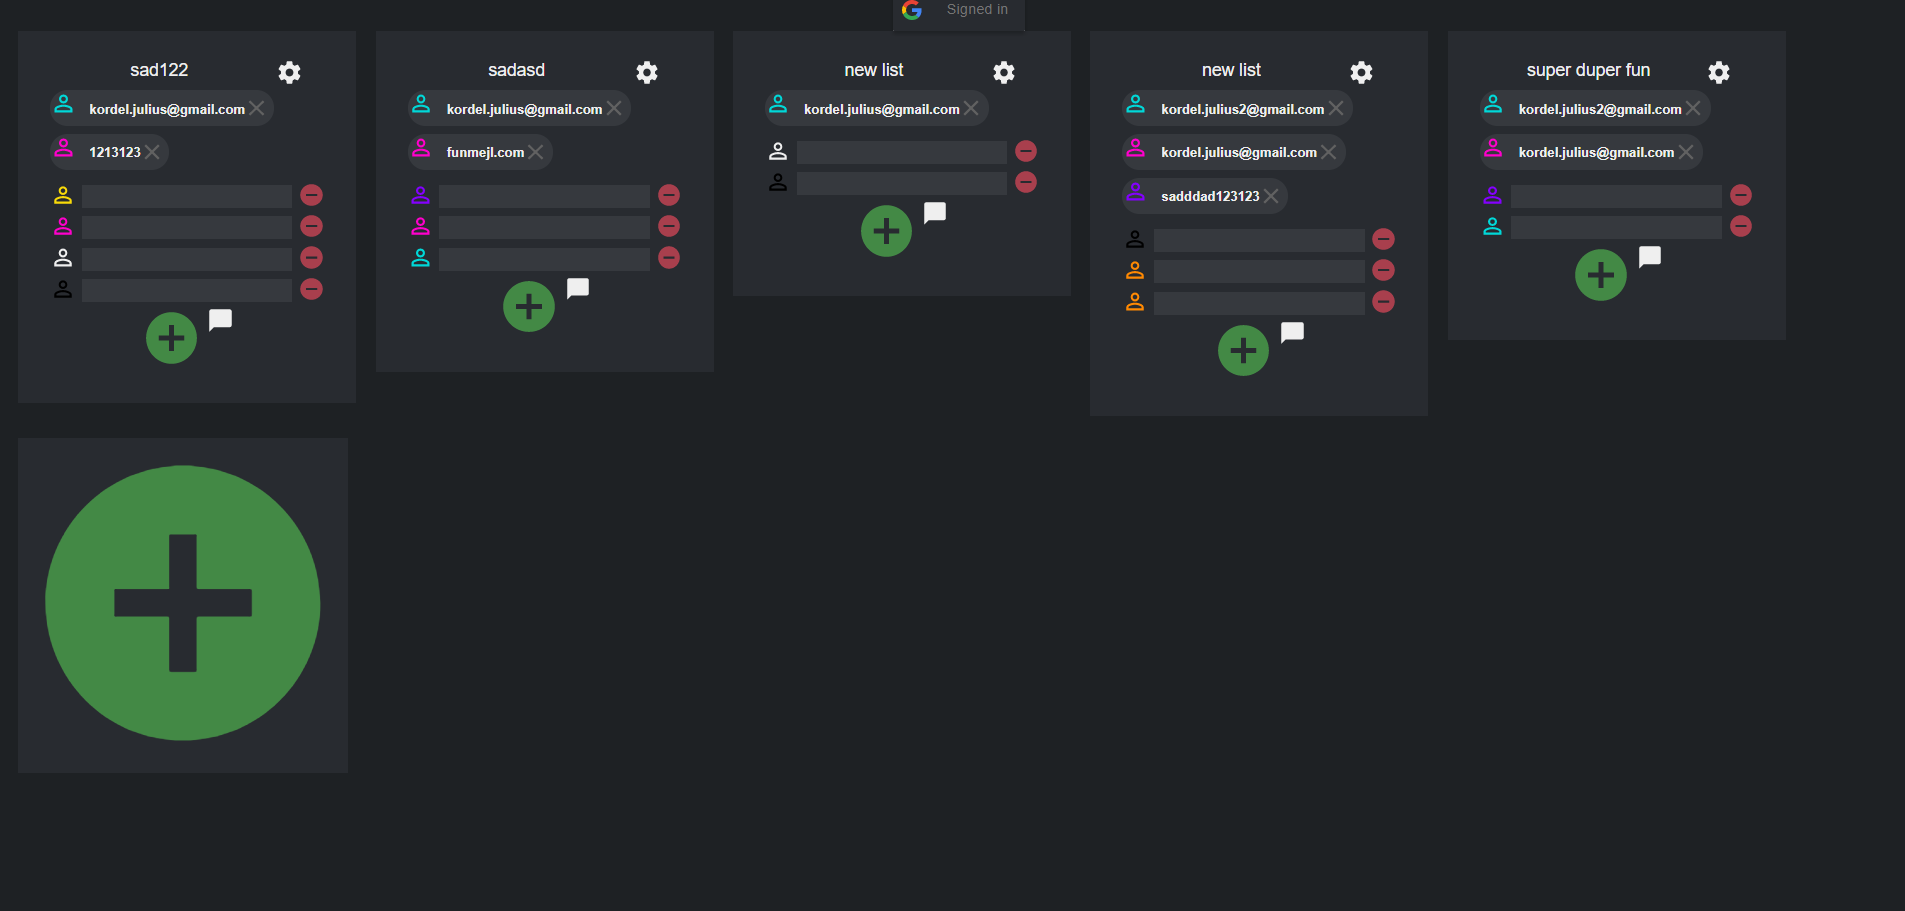 Signed in
sad122
kordel.julius@gmail.com
1213123
sadasd
kordel.julius@gmail.com
funmejl.com
new list
kordel.julius@gmail.com
new list
kordel.julius2@gmail.com
kordel.julius@gmail.com
sadddad123123
super duper fun
kordel.julius2@gmail.com
kordel.julius@gmail.com